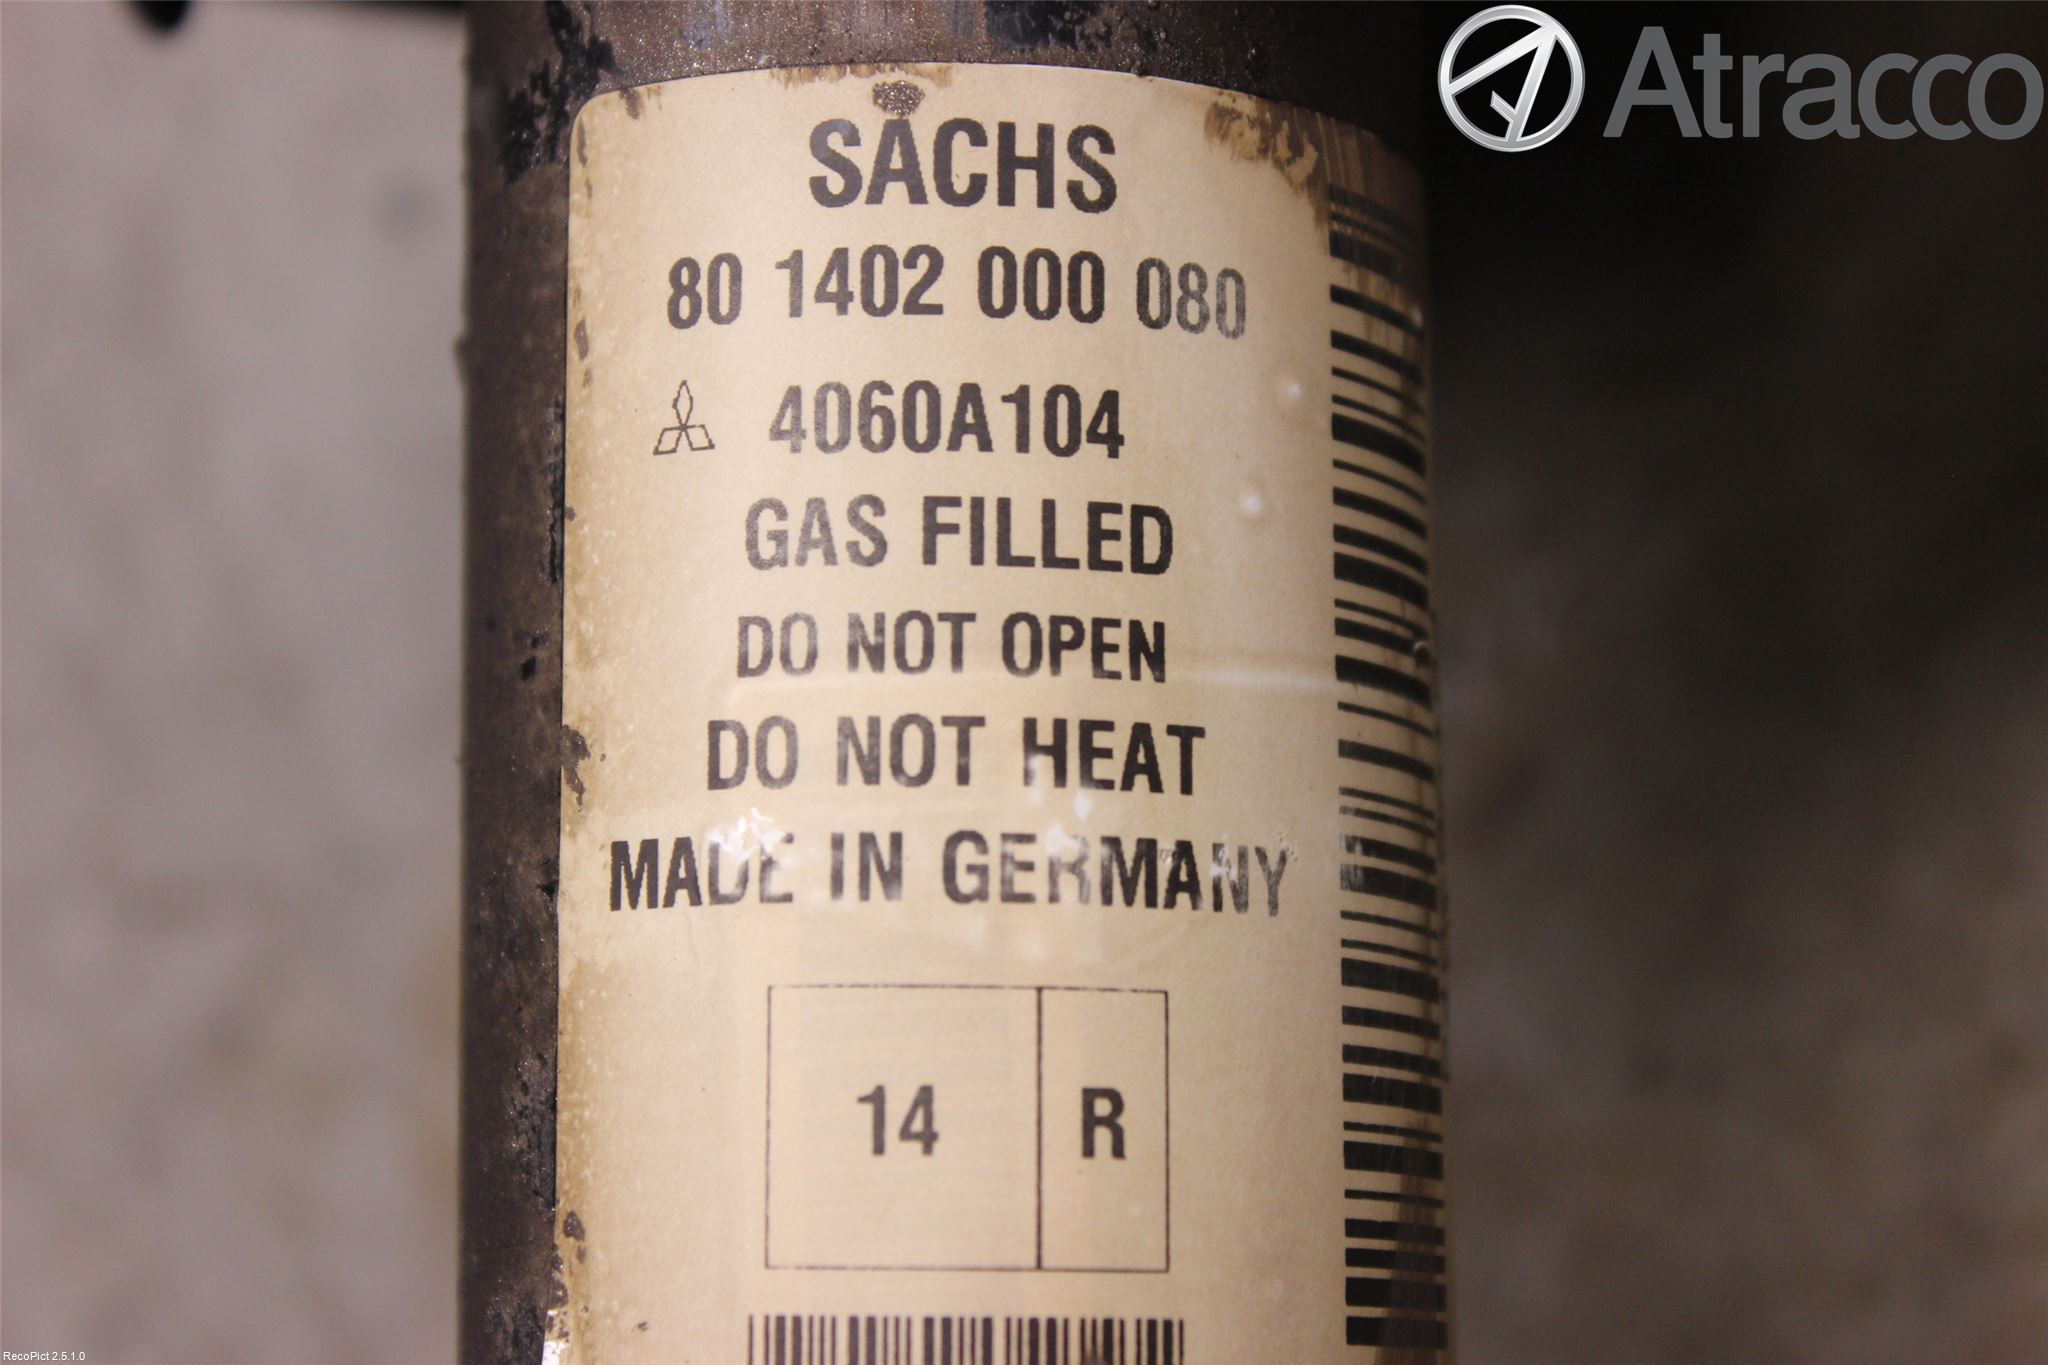 Atracco
SACHS
80 1402 000 080
4060A104
GAS FILLED
DO NOT OPEN
DO NOT HEAT
MADE IN GERMANY
14 R
RecoPict 2.5.1.0